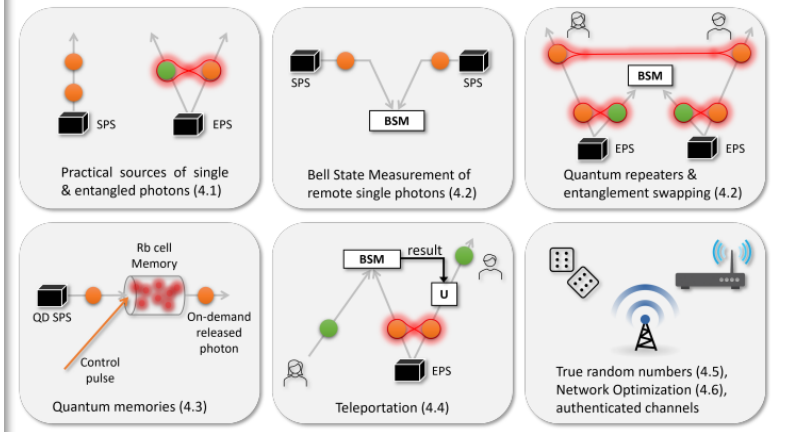 SPS
EPS
Practical sources of single
& entangled photons (4.1)
SPS
SPS
BSM
Bell State Measurement of
remote single photons (4.2)
BSM
EPS
EPS
Quantum repeaters &
entanglement swapping (4.2)
Rb cell
Memory
QD SPS
On-demand
released
photon
Control
pulse
Quantum memories (4.3)
BSM
result
U
EPS
Teleportation (4.4)
True random numbers (4.5),
Network Optimization (4.6),
authenticated channels